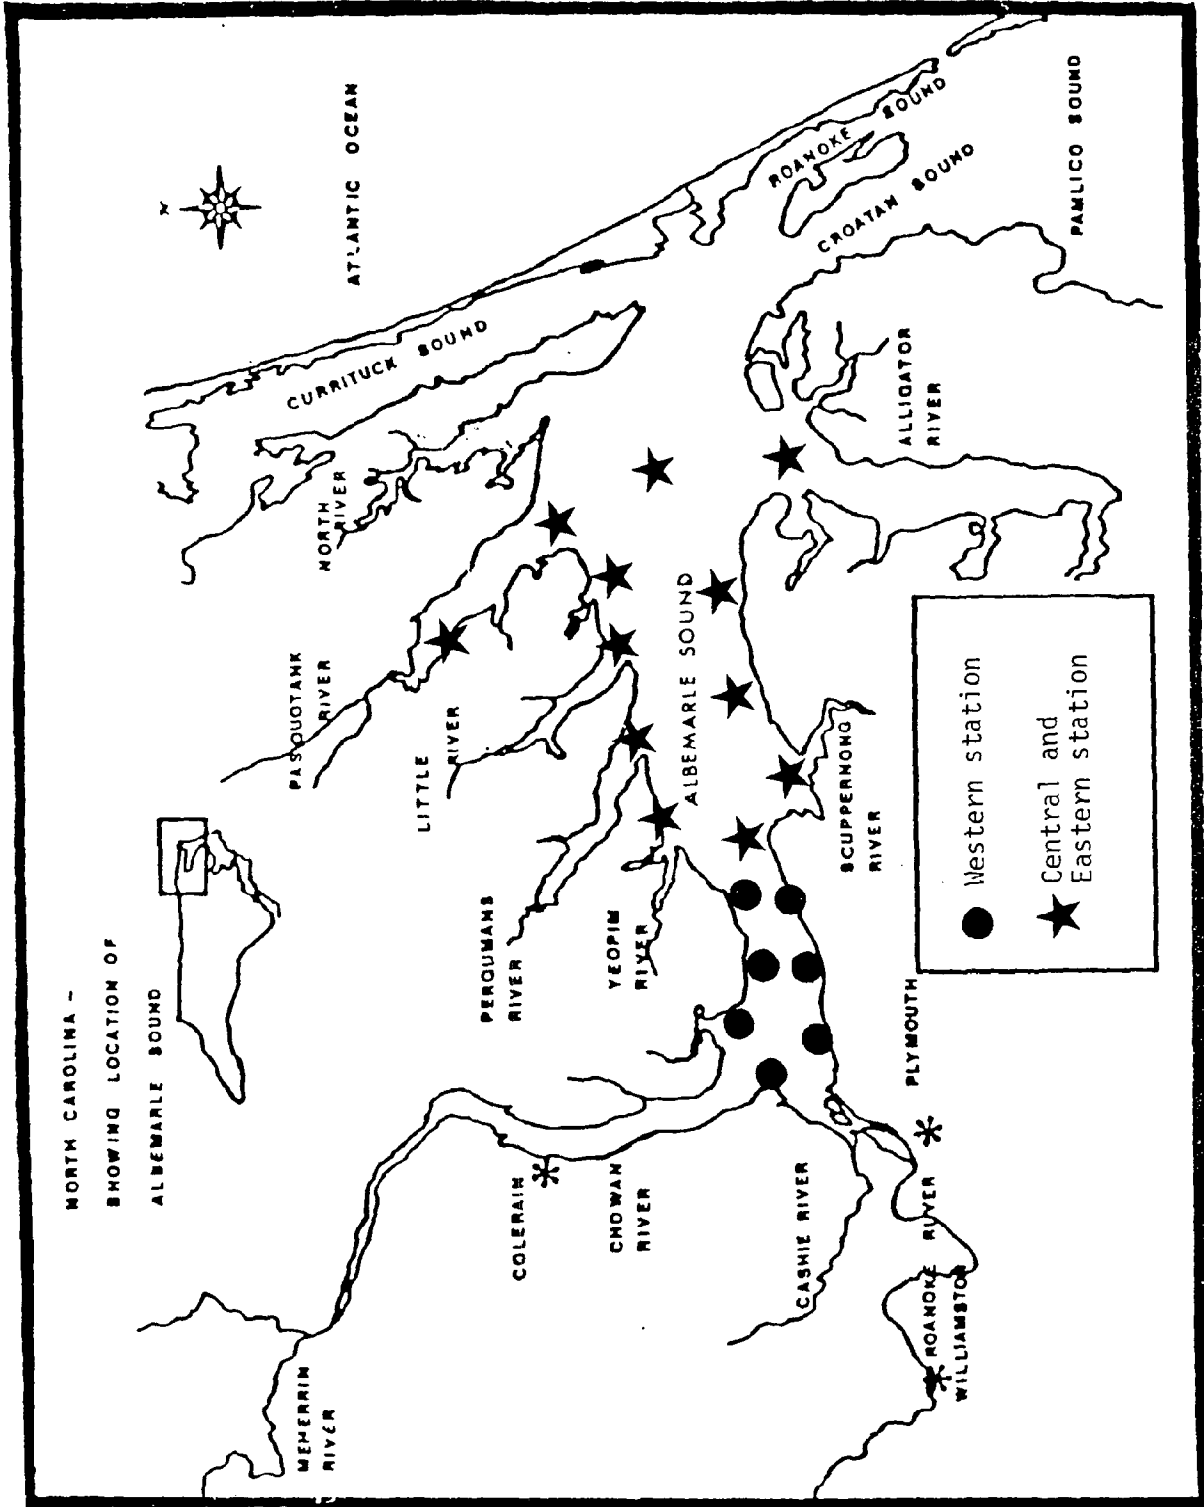 NORTH CAROLINA –
SHOWING LOCATION OF
ALBEMARLE SOUND
N
ATLANTIC OCEAN
MEHERRIN
RIVER
COLERAIN
CHOWAN
RIVER
CASHIE RIVER
ROANOKE RIVER
WILLIAMSTON
PLYMOUTH
PERQUMANS
RIVER
YEOPIM
RIVER
LITTLE
RIVER
PASQUOTANK
RIVER
NORTH
RIVER
CURRITUCK SOUND
ALBEMARLE SOUND
SCUPPERNONG
RIVER
ALLIGATOR
RIVER
ROANOKE SOUND
CROATAN SOUND
PAMLICO SOUND
Western station
Central and
Eastern station